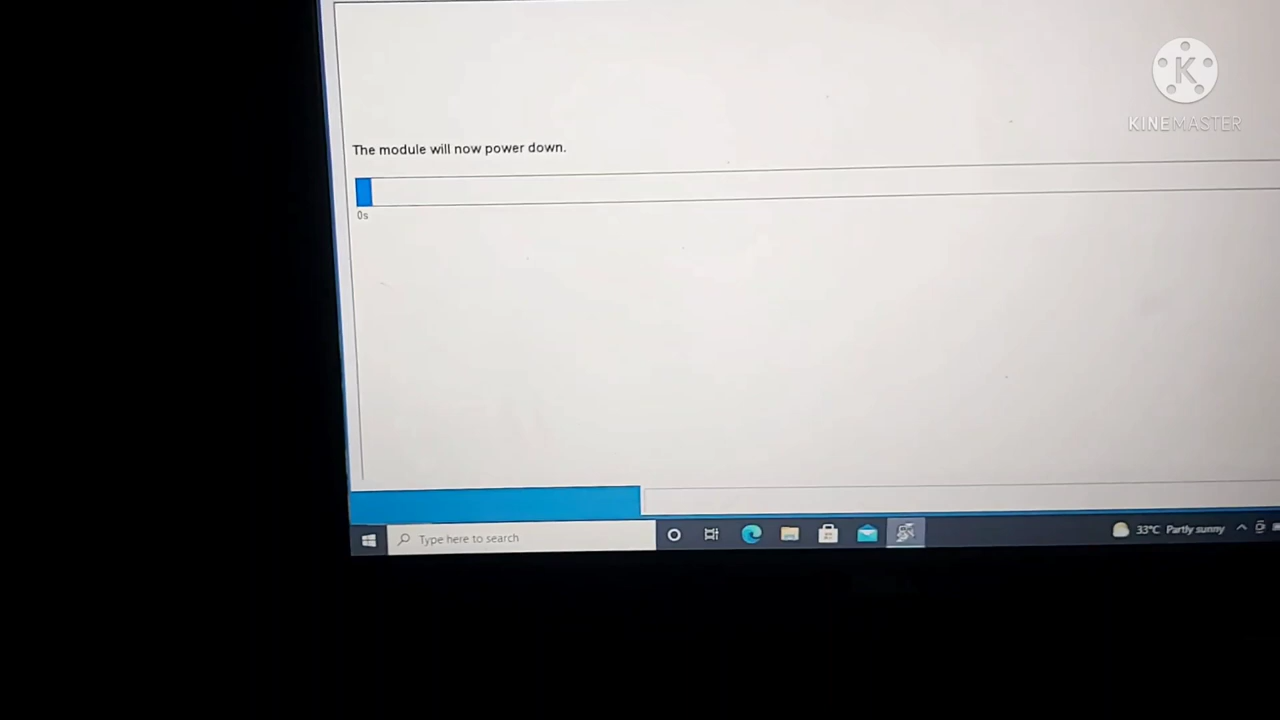 KINEMASTER
The module will now power down.
0s
Type here to search
33°C Partly sunny